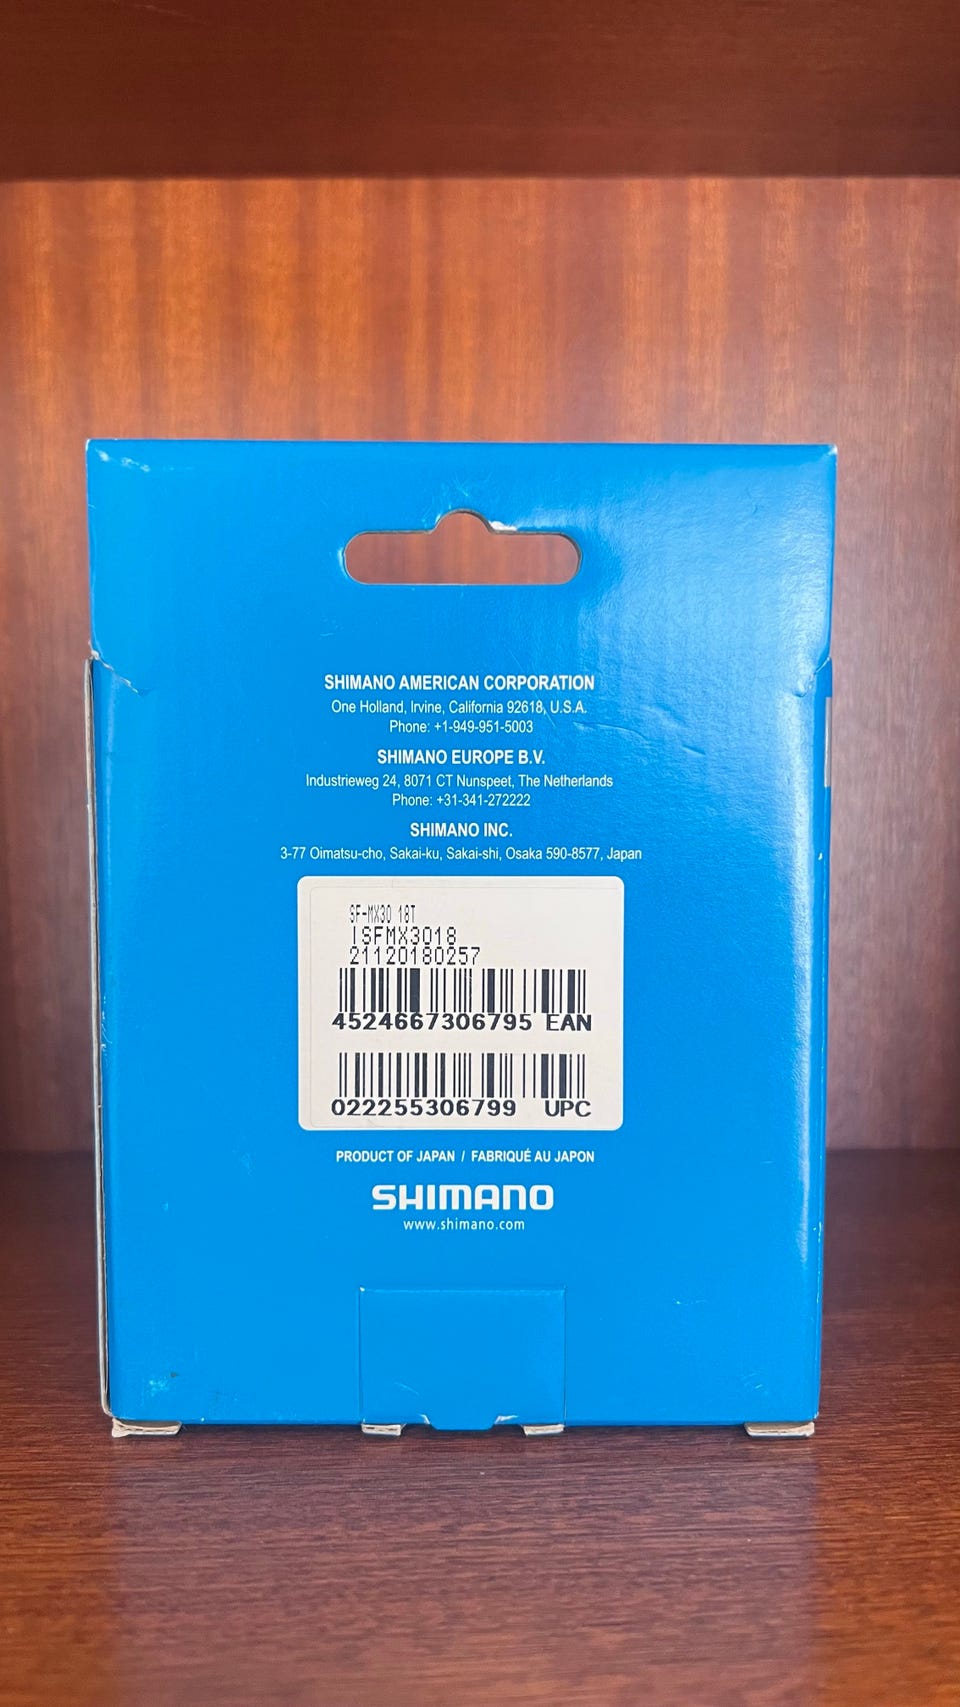 SHIMANO AMERICAN CORPORATION
One Holland, Irvine, California 92618, U.S.A.
Phone: +1-949-951-5003
SHIMANO EUROPE B.V.
Industrieweg 24, 8071 CT Nunspeet, The Netherlands
Phone: +31-341-272222
SHIMANO INC.
3-77 Oimatsu-cho, Sakai-ku, Sakai-shi, Osaka 590-8577, Japan
SF-MX30 18T
ISFMX3018
21120180257
4524667306795 EAN
022255306799 UPC
PRODUCT OF JAPAN / FABRIQUÉ AU JAPON
SHIMANO
www.shimano.com